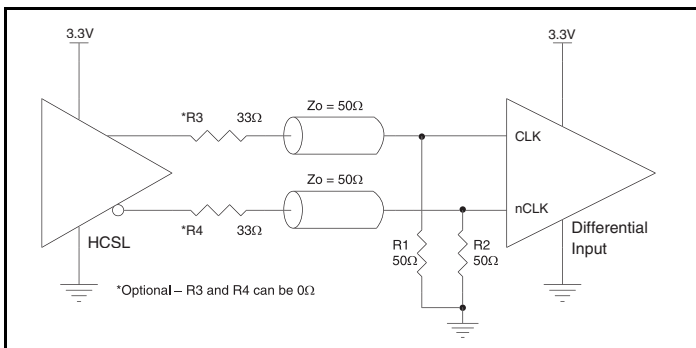 3.3V
3.3V
*R3 33Ω
Zo = 50Ω
CLK
Zo = 50Ω
nCLK
*R4 33Ω
HCSL
R1
50Ω
R2
50Ω
Differential
Input
*Optional – R3 and R4 can be 0Ω